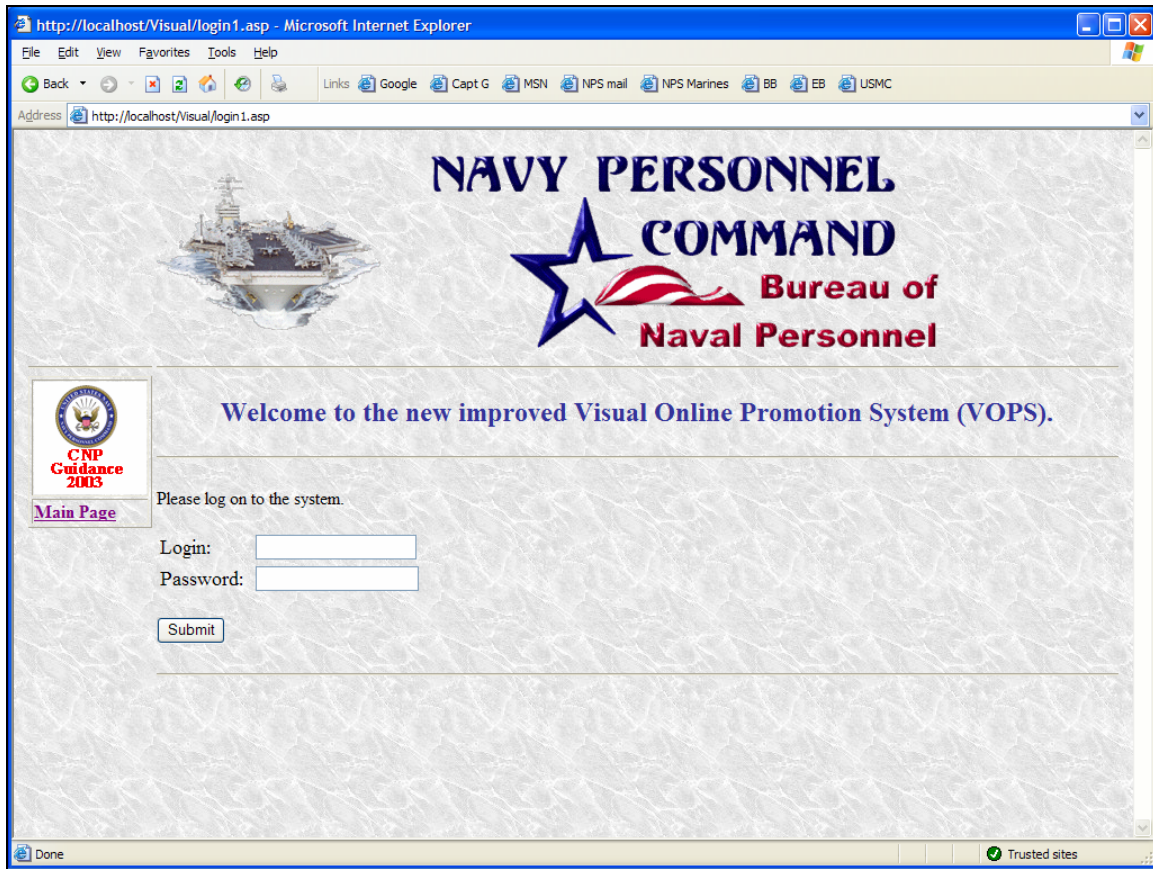 http://localhost/Visual/login1.asp - Microsoft Internet Explorer
File Edit View Favorites Tools Help
Back Links Google Capt G MSN NPS mail NPS Marines BB EB USMC
Address http://localhost/Visual/login1.asp
NAVY PERSONNEL
COMMAND
Bureau of
Naval Personnel
CNP
Guidance
2003
Main Page
Welcome to the new improved Visual Online Promotion System (VOPS).
Please log on to the system.
Login:
Password:
Submit
Done Trusted sites